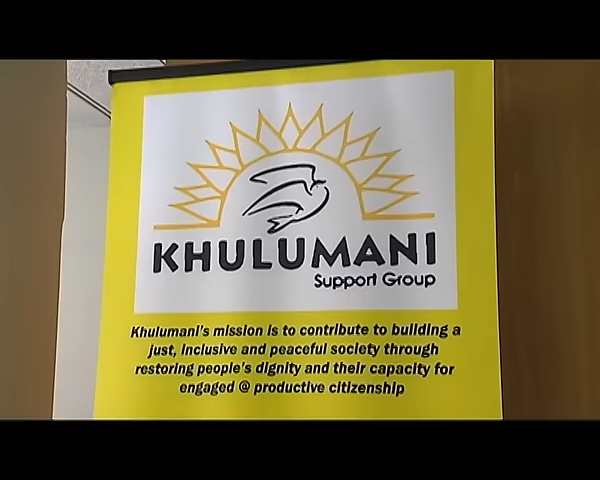 KHULUMANI
Support Group
Khulumani's mission is to contribute to building a
just, inclusive and peaceful society through
restoring people's dignity and their capacity for
engaged @ productive citizenship